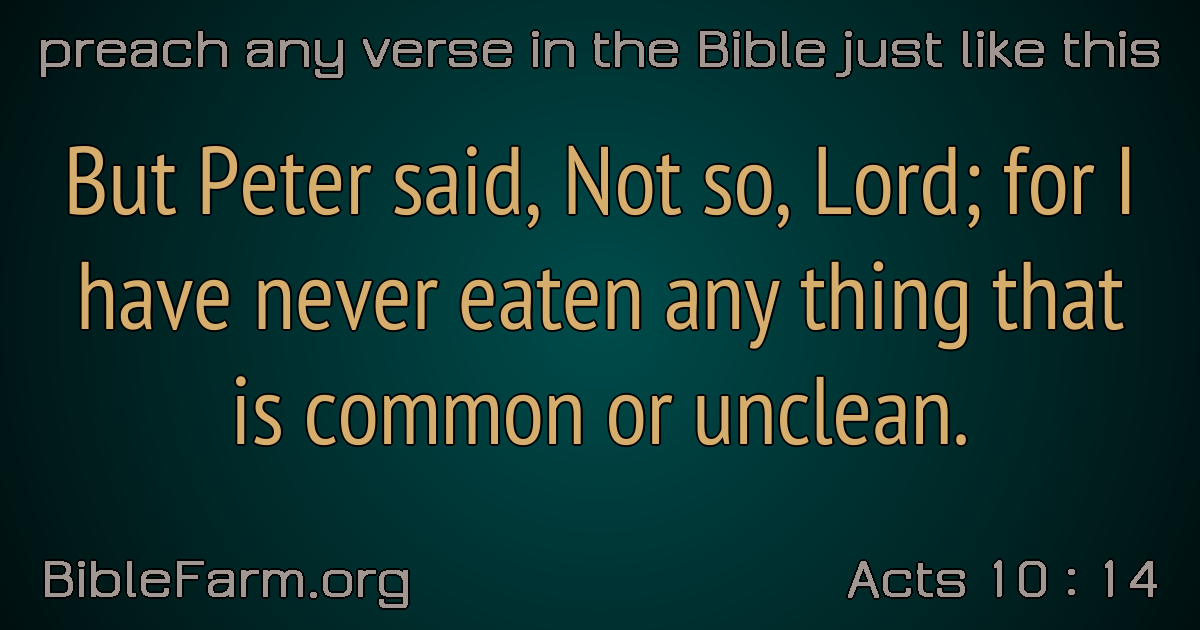 preach any verse in the Bible just like this
But Peter said, Not so, Lord; for I
have never eaten any thing that
is common or unclean.
BibleFarm.org
Acts 10 : 14